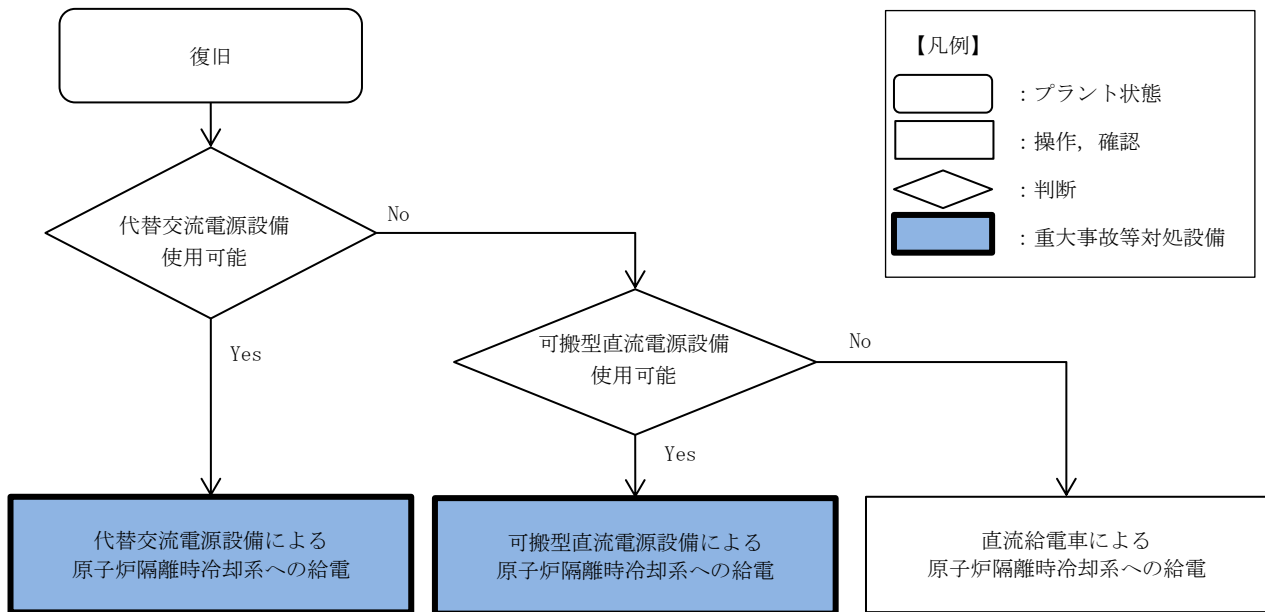 復旧
【凡例】
：プラント状態
：操作，確認
：判断
：重大事故等対処設備
代替交流電源設備
使用可能
No
Yes
可搬型直流電源設備
使用可能
No
Yes
代替交流電源設備による
原子炉隔離時冷却系への給電
可搬型直流電源設備による
原子炉隔離時冷却系への給電
直流給電車による
原子炉隔離時冷却系への給電